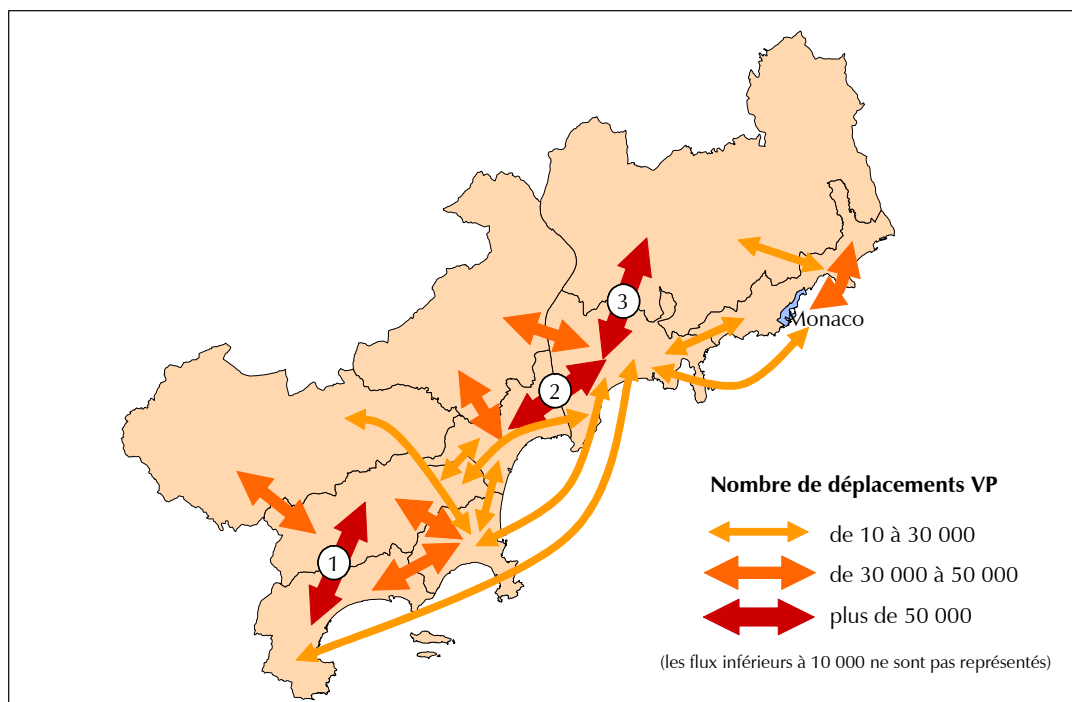 3
Monaco
2
1
Nombre de déplacements VP
de 10 à 30 000
de 30 000 à 50 000
plus de 50 000
(les flux inférieurs à 10 000 ne sont pas représentés)